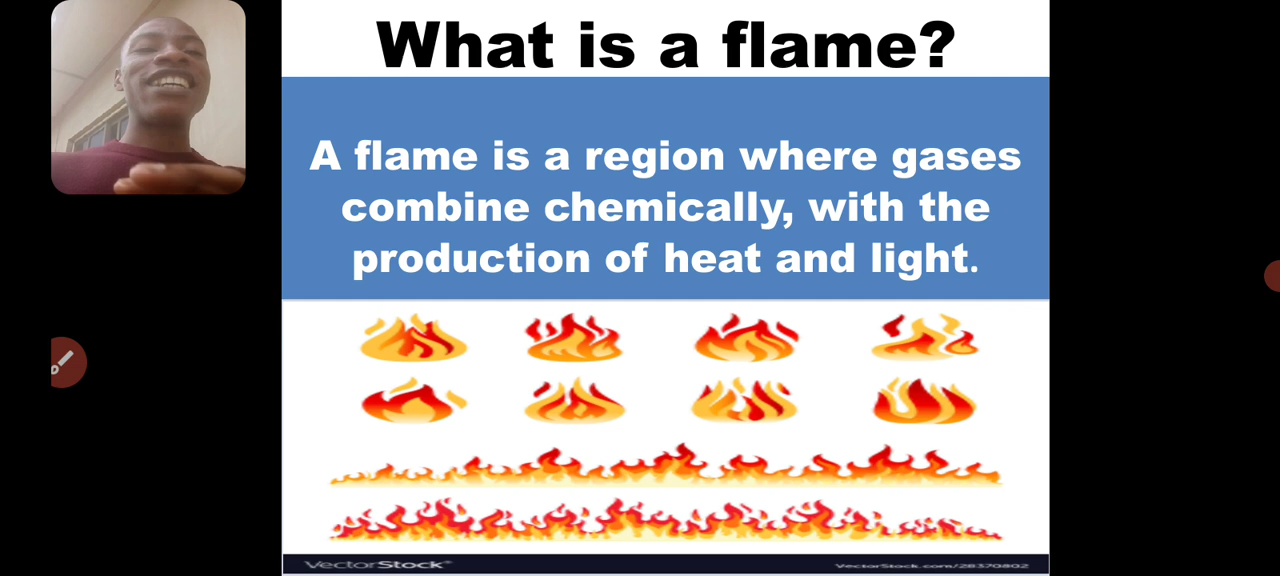 What is a flame?
A flame is a region where gases
combine chemically, with the
production of heat and light.
VectorStock®
VectorStock.com/28370802